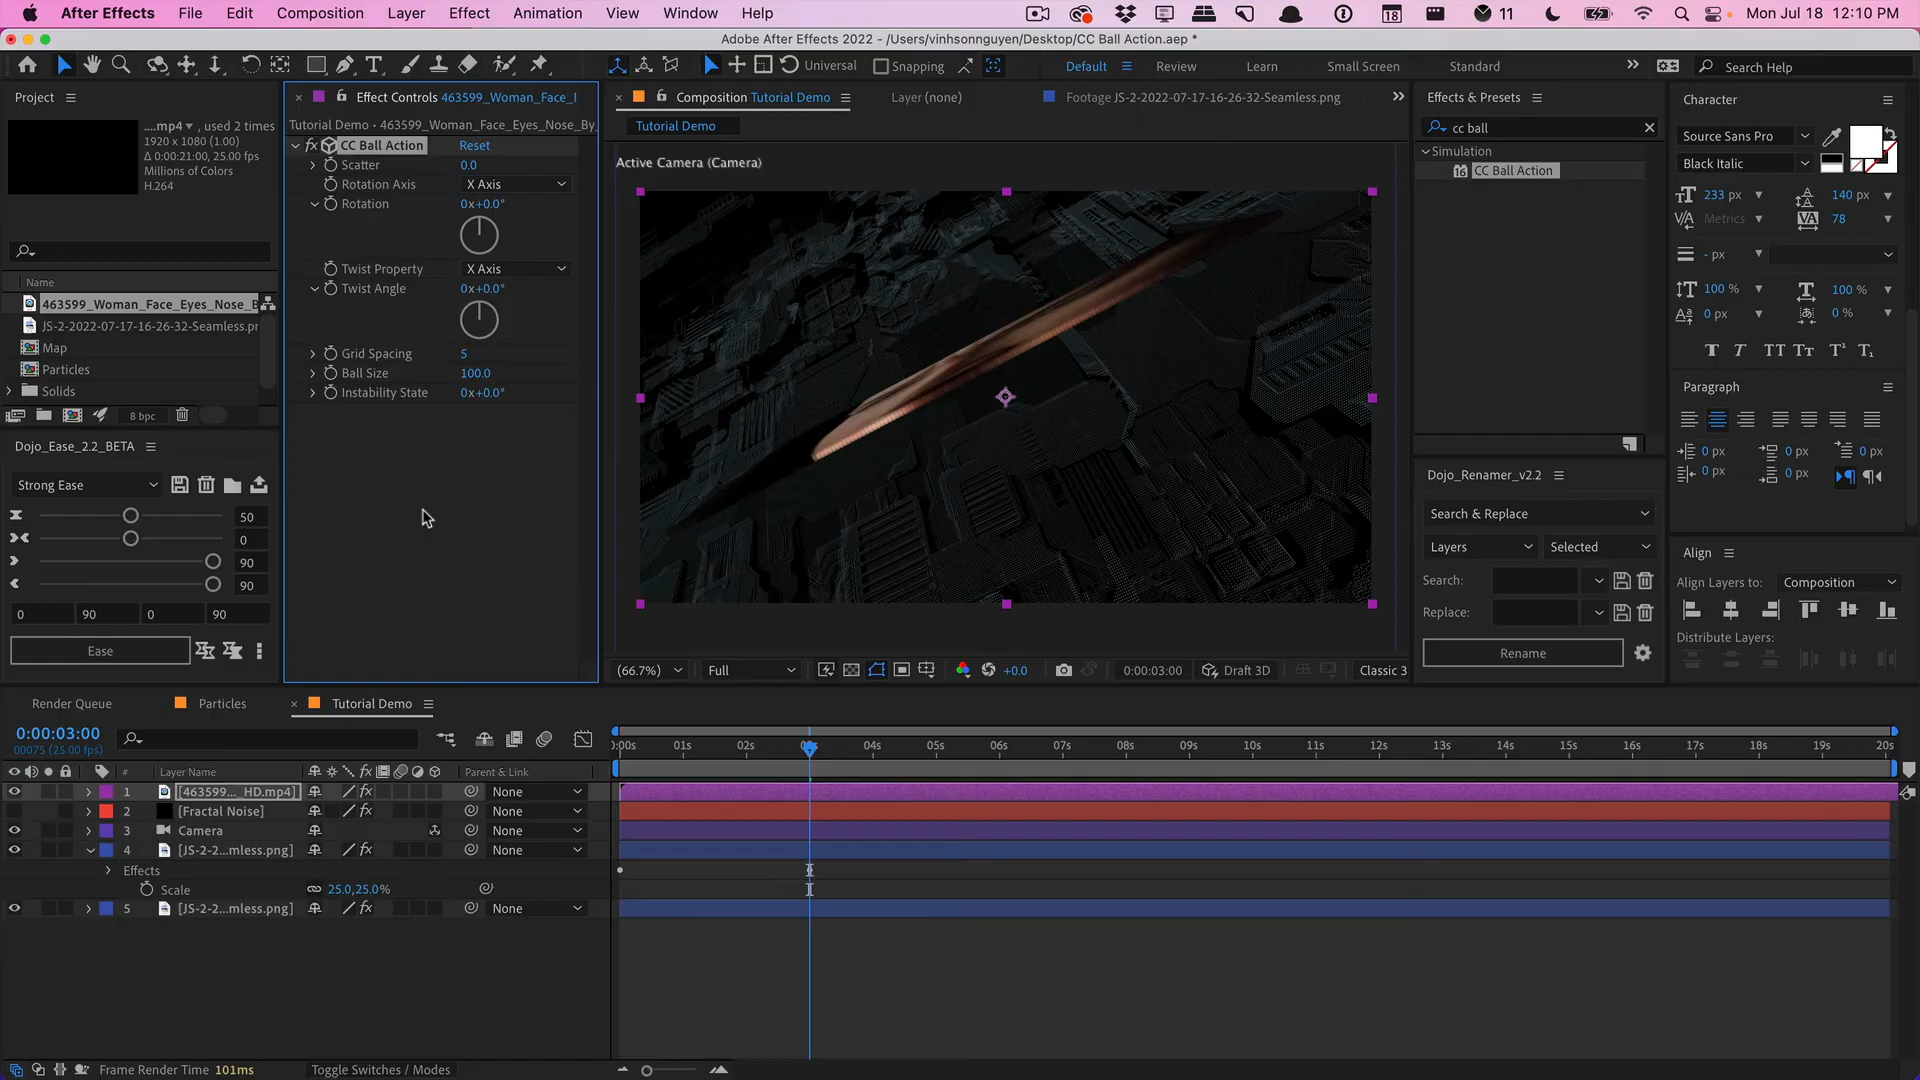 After Effects File Edit Composition Layer Effect Animation View Window Help
11 18 Mon Jul 18 12:10 PM
Adobe After Effects 2022 - /Users/vinhsonnguyen/Desktop/CC Ball Action.aep *
Universal Snapping Default Review Learn Small Screen Standard Search Help
Project
....mp4 , used 2 times
1920 x 1080 (1.00)
Δ 0:00:21:00, 25.00 fps
Millions of Colors
H.264
Name
463599_Woman_Face_Eyes_Nose_B
JS-2-2022-07-17-16-26-32-Seamless.pr
Map
Particles
Solids
8 bpc
Dojo_Ease_2.2_BETA
Strong Ease
50
0
90
90
0 90 0 90
Ease
Effect Controls 463599_Woman_Face_I
Tutorial Demo • 463599_Woman_Face_Eyes_Nose_By_
fx CC Ball Action Reset
Scatter 0.0
Rotation Axis X Axis
Rotation 0x+0.0°
Twist Property X Axis
Twist Angle 0x+0.0°
Grid Spacing 5
Ball Size 100.0
Instability State 0x+0.0°
Composition Tutorial Demo Layer (none) Footage JS-2-2022-07-17-16-26-32-Seamless.png
Tutorial Demo
Active Camera (Camera)
(66.7%) Full +0.0 0:00:03:00 Draft 3D Classic 3
Effects & Presets
cc ball
Simulation
16 CC Ball Action
Dojo_Renamer_v2.2
Search & Replace
Layers Selected
Search:
Replace:
Rename
Character
Source Sans Pro
Black Italic
233 px 140 px
Metrics 78
- px
100 % 100 %
0 px 0 %
Paragraph
0 px 0 px 0 px
0 px 0 px
Align
Align Layers to: Composition
Distribute Layers:
Render Queue Particles Tutorial Demo
0:00:03:00
00075 (25.00 fps)
# Layer Name fx Parent & Link
:00s 01s 02s 04s 05s 06s 07s 08s 09s 10s 11s 12s 13s 14s 15s 16s 17s 18s 19s 20s
1 [463599..._HD.mp4] fx None
2 [Fractal Noise] fx None
3 Camera None
4 [JS-2-2...mless.png] fx None
Effects
Scale 25.0,25.0%
5 [JS-2-2...mless.png] fx None
Frame Render Time 101ms Toggle Switches / Modes